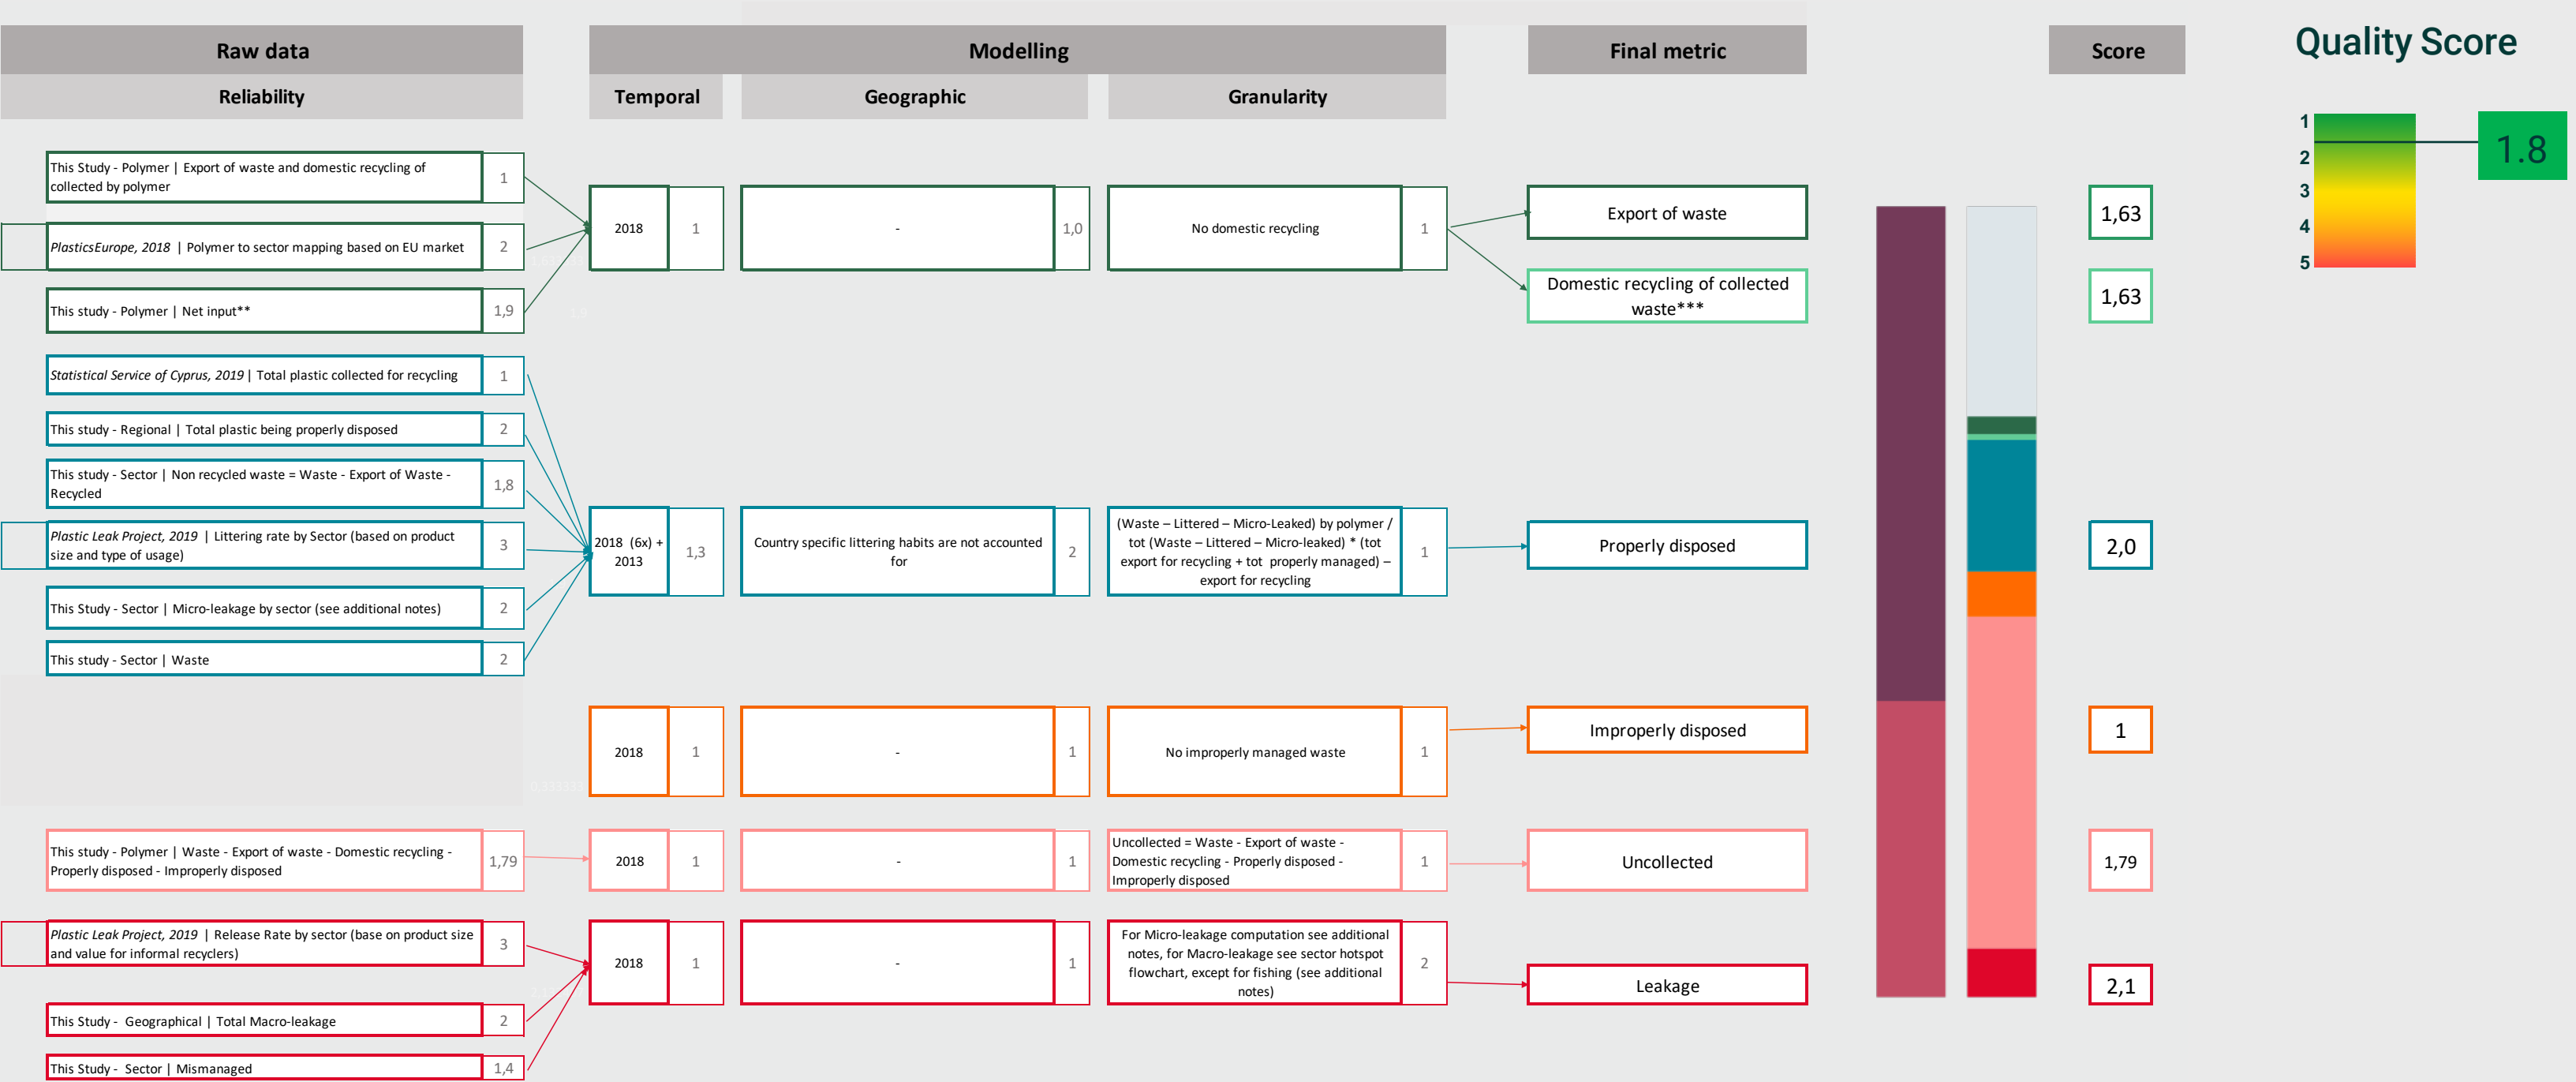 Raw data
Modelling
Final metric
Score
Quality Score
Reliability
Temporal
Geographic
Granularity
1
2
3
4
5
1.8
This Study - Polymer | Export of waste and domestic recycling of
collected by polymer
1
PlasticsEurope, 2018 | Polymer to sector mapping based on EU market
2
This study - Polymer | Net input**
1,9
2018
1
-
1,0
No domestic recycling
1
Export of waste
1,63
Domestic recycling of collected
waste***
1,63
Statistical Service of Cyprus, 2019 | Total plastic collected for recycling
1
This study - Regional | Total plastic being properly disposed
2
This study - Sector | Non recycled waste = Waste - Export of Waste -
Recycled
1,8
Plastic Leak Project, 2019 | Littering rate by Sector (based on product
size and type of usage)
3
This Study - Sector | Micro-leakage by sector (see additional notes)
2
This study - Sector | Waste
2
2018 (6x) +
2013
1,3
Country specific littering habits are not accounted
for
2
(Waste – Littered – Micro-Leaked) by polymer /
tot (Waste – Littered – Micro-leaked) * (tot
export for recycling + tot properly managed) –
export for recycling
1
Properly disposed
2,0
2018
1
-
1
No improperly managed waste
1
Improperly disposed
1
This study - Polymer | Waste - Export of waste - Domestic recycling -
Properly disposed - Improperly disposed
1,79
2018
1
-
1
Uncollected = Waste - Export of waste -
Domestic recycling - Properly disposed -
Improperly disposed
1
Uncollected
1,79
Plastic Leak Project, 2019 | Release Rate by sector (base on product size
and value for informal recyclers)
3
This Study - Geographical | Total Macro-leakage
2
This Study - Sector | Mismanaged
1,4
2018
1
-
1
For Micro-leakage computation see additional
notes, for Macro-leakage see sector hotspot
flowchart, except for fishing (see additional
notes)
2
Leakage
2,1